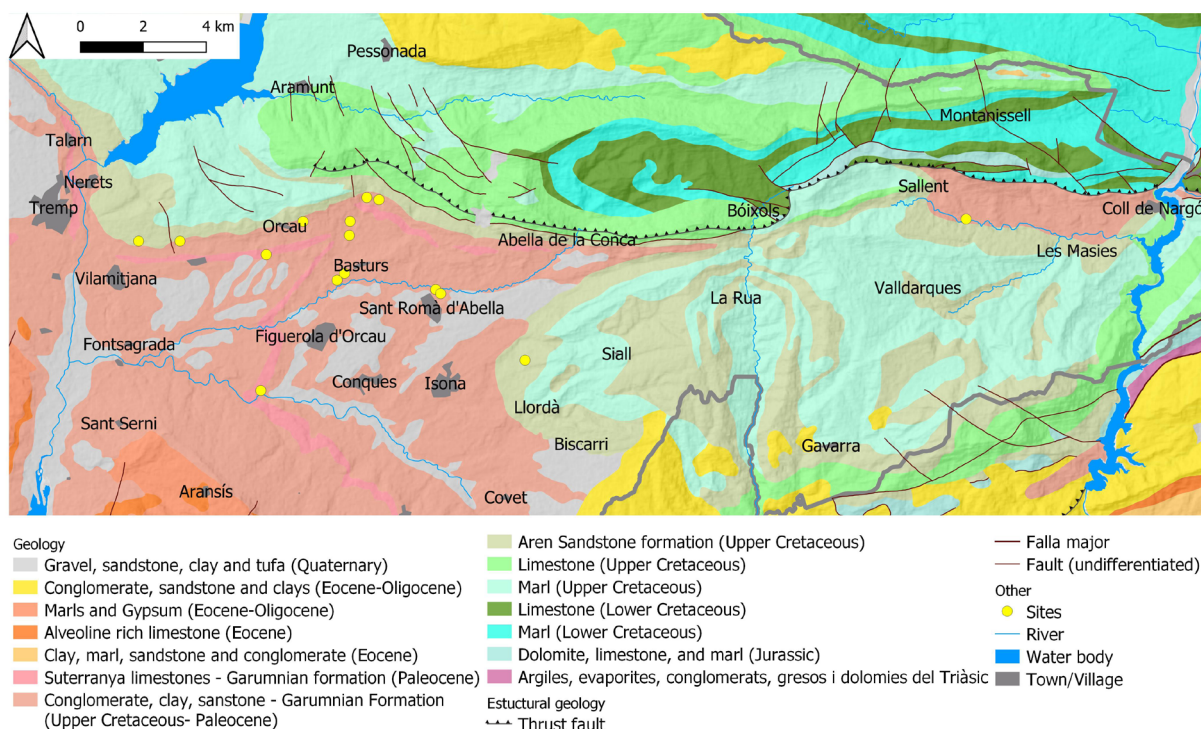 0 2 4 km
Pessonada
Aramunt
Montanissell
Talarn
Nerets
Tremp
Sallent
Coll de Nargó
Bóixols
Orcau
Abella de la Conca
Les Masies
Basturs
Vilamitjana
Valldarques
La Rua
Sant Romà d'Abella
Figuerola d'Orcau
Fontsagrada
Siall
Conques
Isona
Llordà
Sant Serni
Biscarri
Gavarra
Aransís
Covet
Geology
Gravel, sandstone, clay and tufa (Quaternary)
Conglomerate, sandstone and clays (Eocene-Oligocene)
Marls and Gypsum (Eocene-Oligocene)
Alveoline rich limestone (Eocene)
Clay, marl, sandstone and conglomerate (Eocene)
Suterranya limestones - Garumnian formation (Paleocene)
Conglomerate, clay, sanstone - Garumnian Formation
(Upper Cretaceous- Paleocene)
Aren Sandstone formation (Upper Cretaceous)
Limestone (Upper Cretaceous)
Marl (Upper Cretaceous)
Limestone (Lower Cretaceous)
Marl (Lower Cretaceous)
Dolomite, limestone, and marl (Jurassic)
Argiles, evaporites, conglomerats, gresos i dolomies del Triàsic
Estuctural geology
Thrust fault
Falla major
Fault (undifferentiated)
Other
Sites
River
Water body
Town/Village